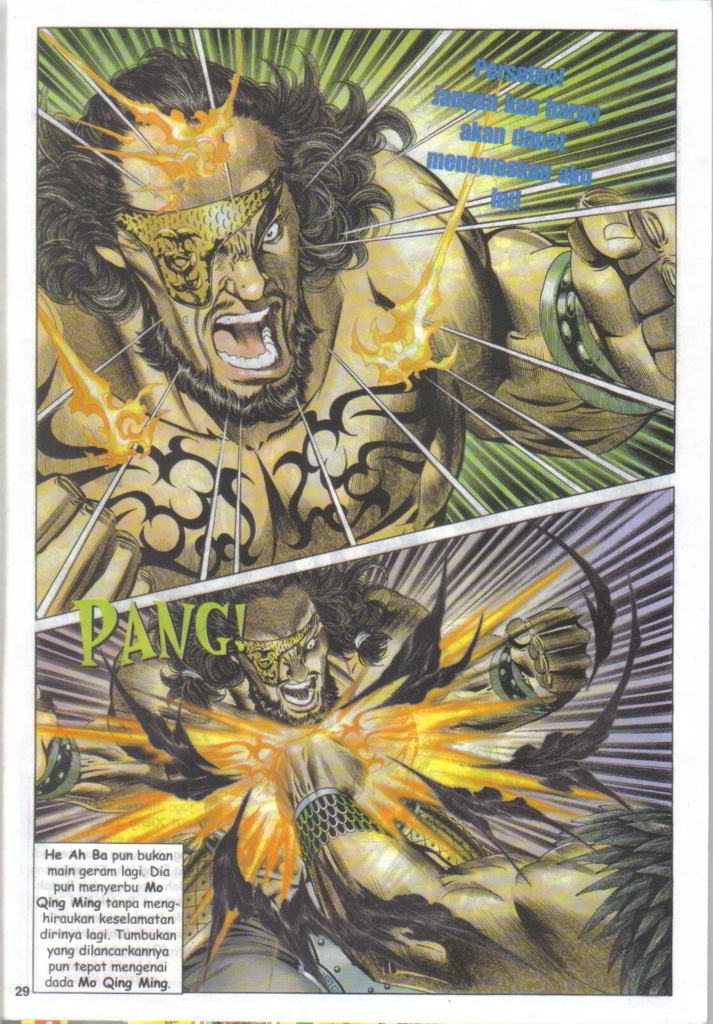 Persetan!
Jangan kau harap
akan dapat
menewaskan aku
ini!
PANG!
He Ah Ba pun bukan
main geram lagi. Dia
pun menyerbu Mo
Qing Ming tanpa meng-
hiraukan keselamatan
dirinya lagi. Tumbukan
yang dilancarkannya
pun tepat mengenai
dada Mo Qing Ming.
29